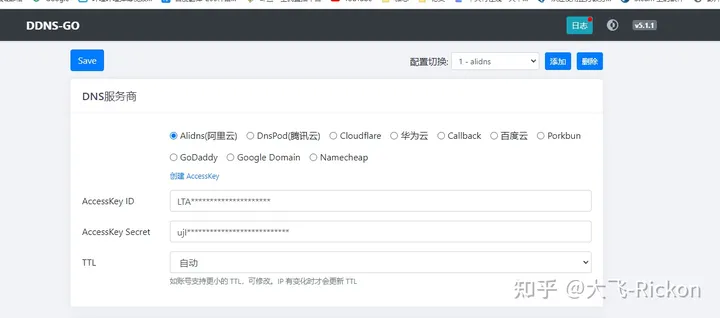 Google
YouTube
DDNS-GO
日志
v5.1.1
Save
配置切换:
1 - alidns
添加
删除
DNS服务商
Alidns(阿里云) DnsPod(腾讯云) Cloudflare 华为云 Callback 百度云 Porkbun
GoDaddy Google Domain Namecheap
创建 AccessKey
AccessKey ID
LTA*********************
AccessKey Secret
ujl***************************
TTL
自动
如账号支持更小的 TTL, 可修改。IP 有变化时才会更新 TTL
知乎 @大飞-Rickon